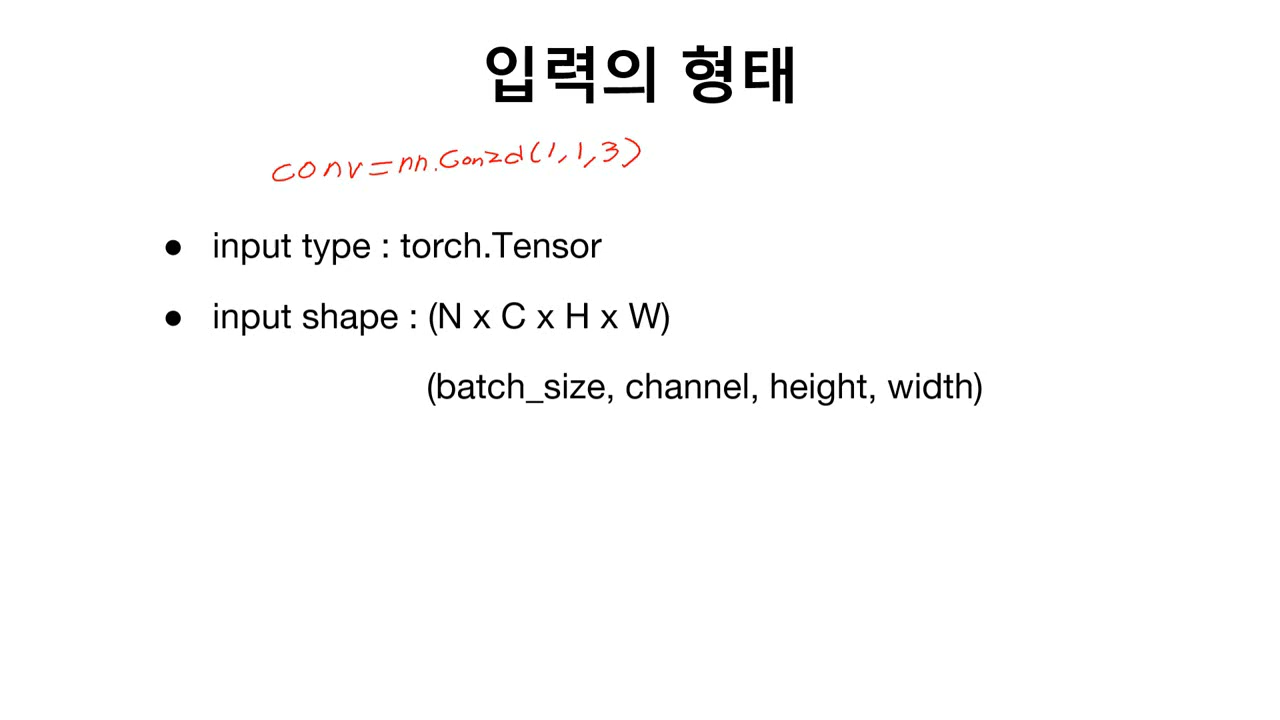 입력의 형태
conv=nn.Con2d(1,1,3)
● input type : torch.Tensor
● input shape : (N x C x H x W)
(batch_size, channel, height, width)